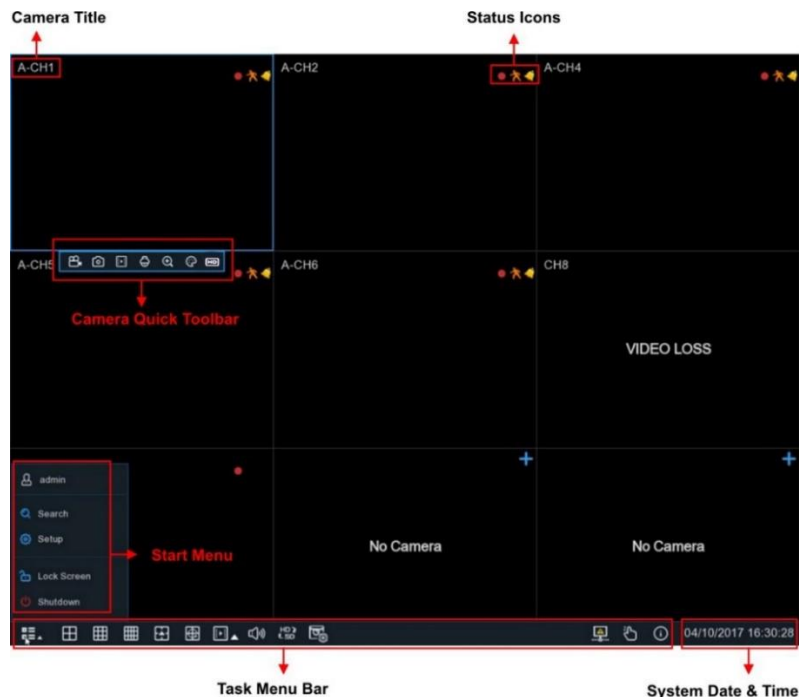 Camera Title
Status Icons
A-CH1
A-CH2
A-CH4
A-CH5
A-CH6
CH8
Camera Quick Toolbar
VIDEO LOSS
admin
Search
Setup
Lock Screen
Shutdown
Start Menu
No Camera
No Camera
04/10/2017 16:30:28
Task Menu Bar
System Date & Time